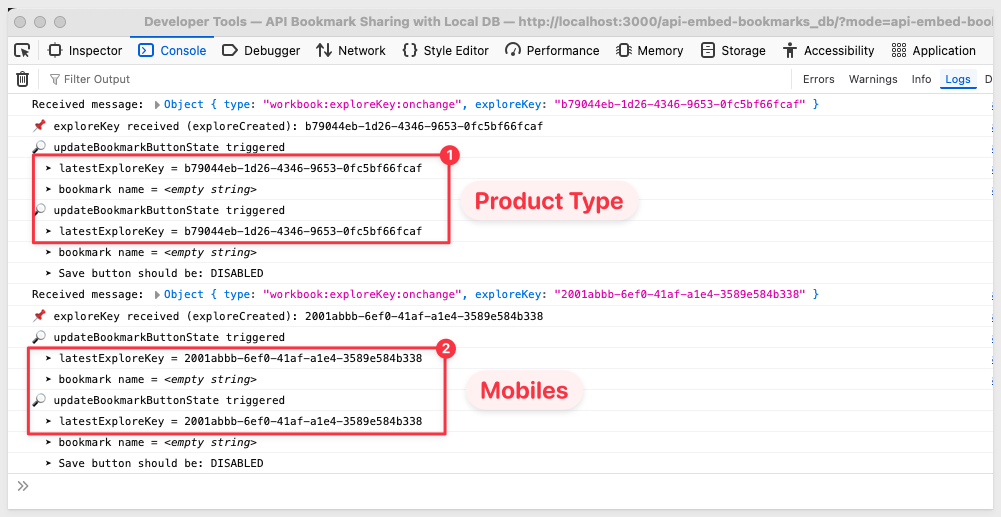 Developer Tools — API Bookmark Sharing with Local DB — http://localhost:3000/api-embed-bookmarks_db/?mode=api-embed-boo
Inspector Console Debugger Network {} Style Editor Performance Memory Storage Accessibility Application
Filter Output Errors Warnings Info Logs D
Received message: ▶ Object { type: "workbook:exploreKey:onchange", exploreKey: "b79044eb-1d26-4346-9653-0fc5bf66fcaf" }
📌 exploreKey received (exploreCreated): b79044eb-1d26-4346-9653-0fc5bf66fcaf
🔎 updateBookmarkButtonState triggered
1
➤ latestExploreKey = b79044eb-1d26-4346-9653-0fc5bf66fcaf
➤ bookmark name = <empty string>
Product Type
🔎 updateBookmarkButtonState triggered
➤ latestExploreKey = b79044eb-1d26-4346-9653-0fc5bf66fcaf
➤ bookmark name = <empty string>
➤ Save button should be: DISABLED
Received message: ▶ Object { type: "workbook:exploreKey:onchange", exploreKey: "2001abbb-6ef0-41af-a1e4-3589e584b338" }
📌 exploreKey received (exploreCreated): 2001abbb-6ef0-41af-a1e4-3589e584b338
🔎 updateBookmarkButtonState triggered
2
➤ latestExploreKey = 2001abbb-6ef0-41af-a1e4-3589e584b338
➤ bookmark name = <empty string>
Mobiles
🔎 updateBookmarkButtonState triggered
➤ latestExploreKey = 2001abbb-6ef0-41af-a1e4-3589e584b338
➤ bookmark name = <empty string>
➤ Save button should be: DISABLED
»